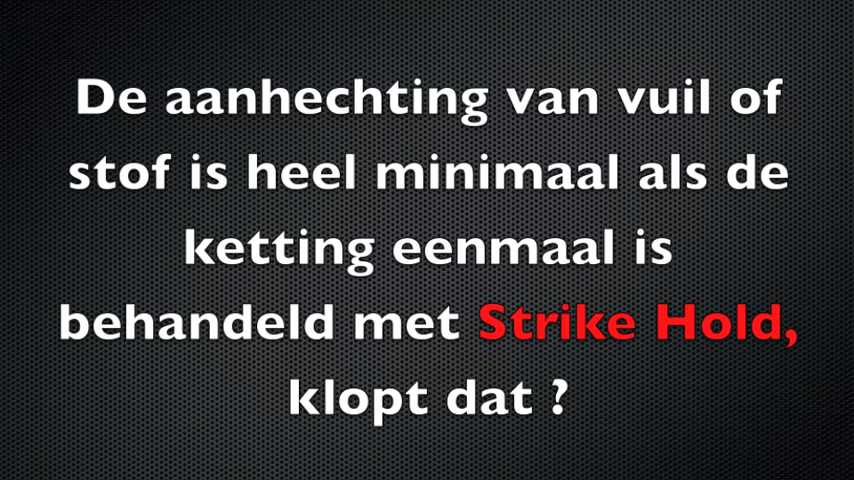 De aanhechting van vuil of
stof is heel minimaal als de
ketting eenmaal is
behandeld met Strike Hold,
klopt dat ?